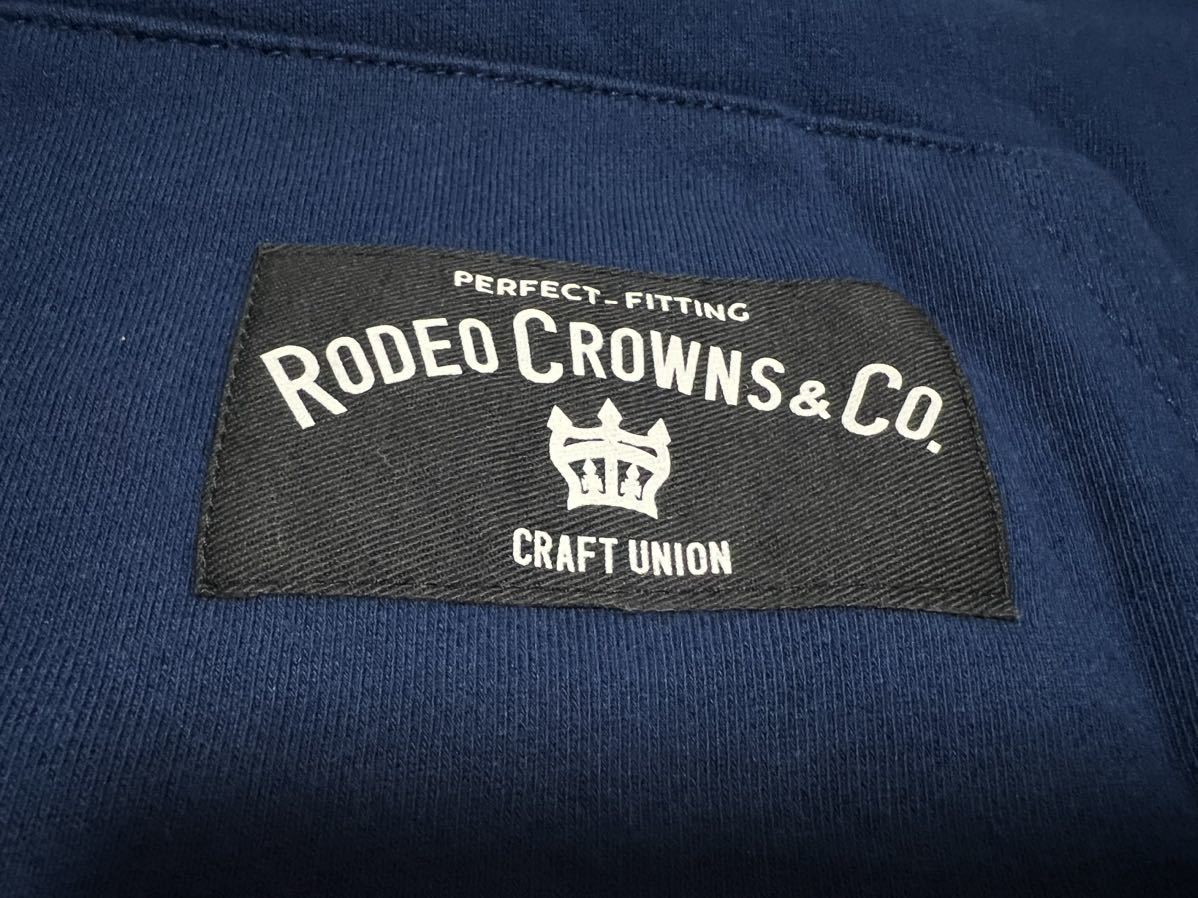 PERFECT-FITTING
RODEO CROWNS & CO.
CRAFT UNION